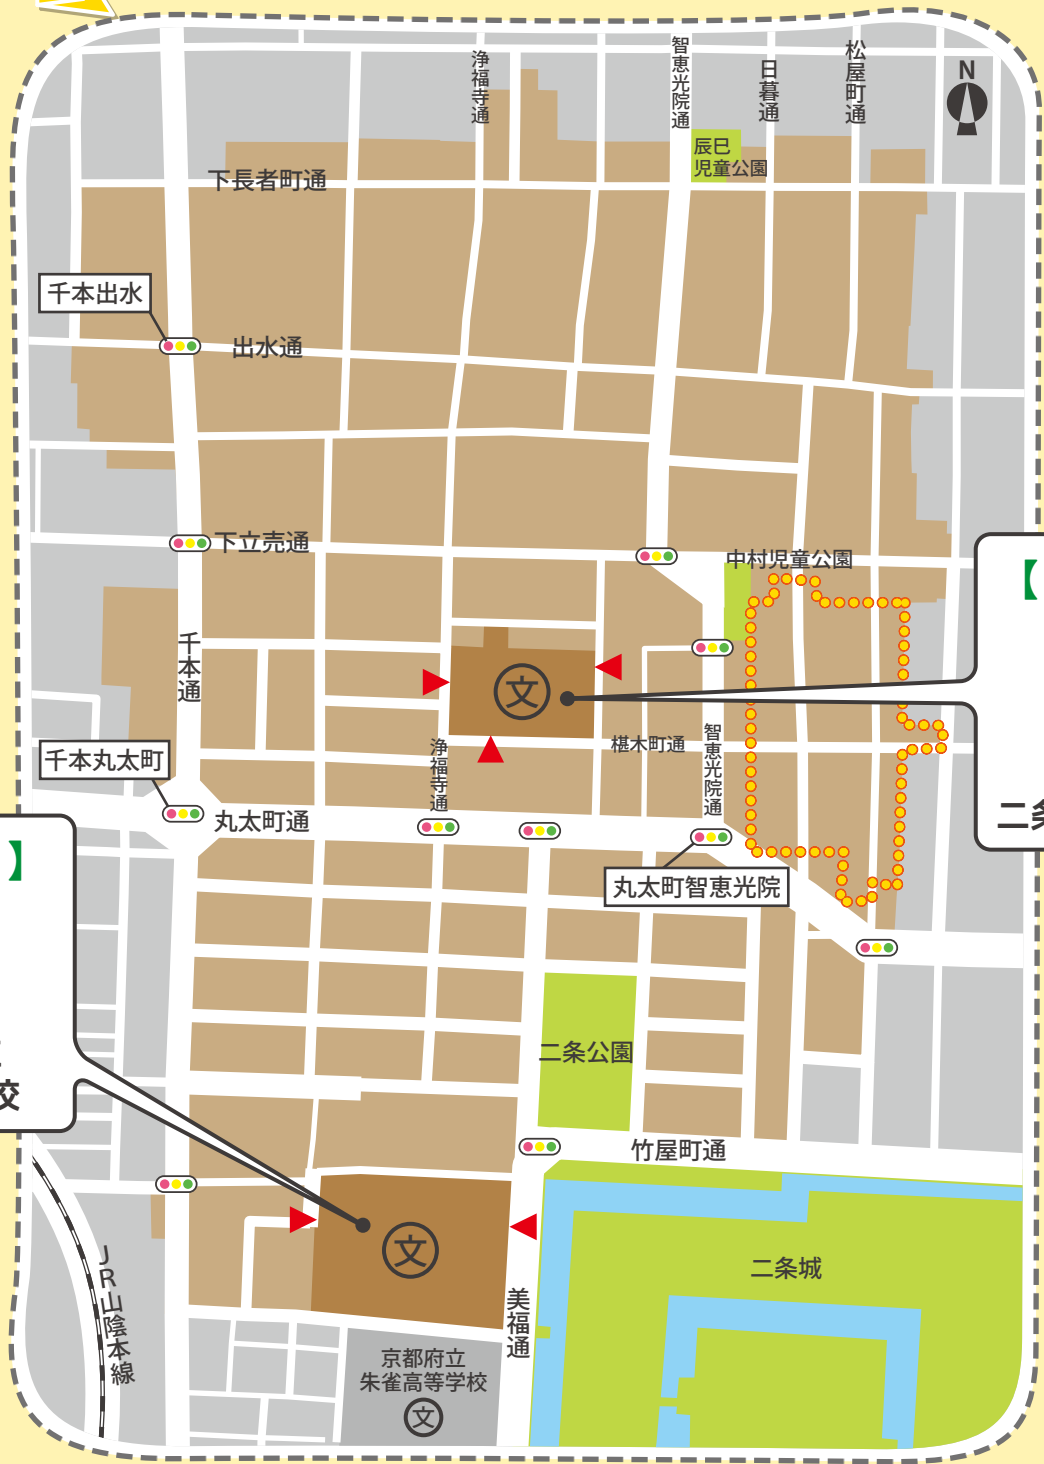 浄福寺通
智恵光院通
日暮通
松屋町通
N
辰巳
児童公園
下長者町通
千本出水
出水通
下立売通
中村児童公園
【
千本通
文
椹木町通
智恵光院通
浄福寺通
千本丸太町
丸太町通
丸太町智恵光院
二条
】
校
二条公園
竹屋町通
文
二条城
美福通
JR山陰本線
京都府立
朱雀高等学校
文